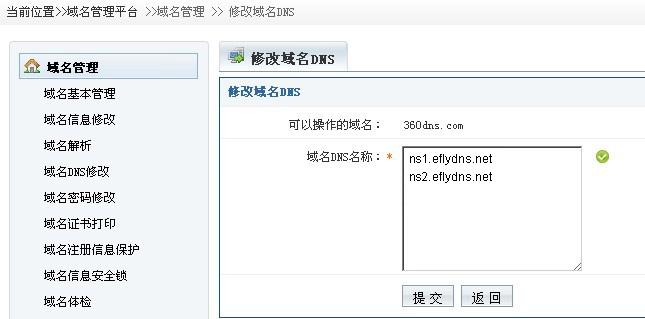 当前位置>>域名管理平台 >>域名管理 >> 修改域名DNS
域名管理
域名基本管理
域名信息修改
域名解析
域名DNS修改
域名密码修改
域名证书打印
域名注册信息保护
域名信息安全锁
域名体检
修改域名DNS
修改域名DNS
可以操作的域名： 360dns.com
域名DNS名称：*
ns1.eflydns.net
ns2.eflydns.net
提 交 返 回